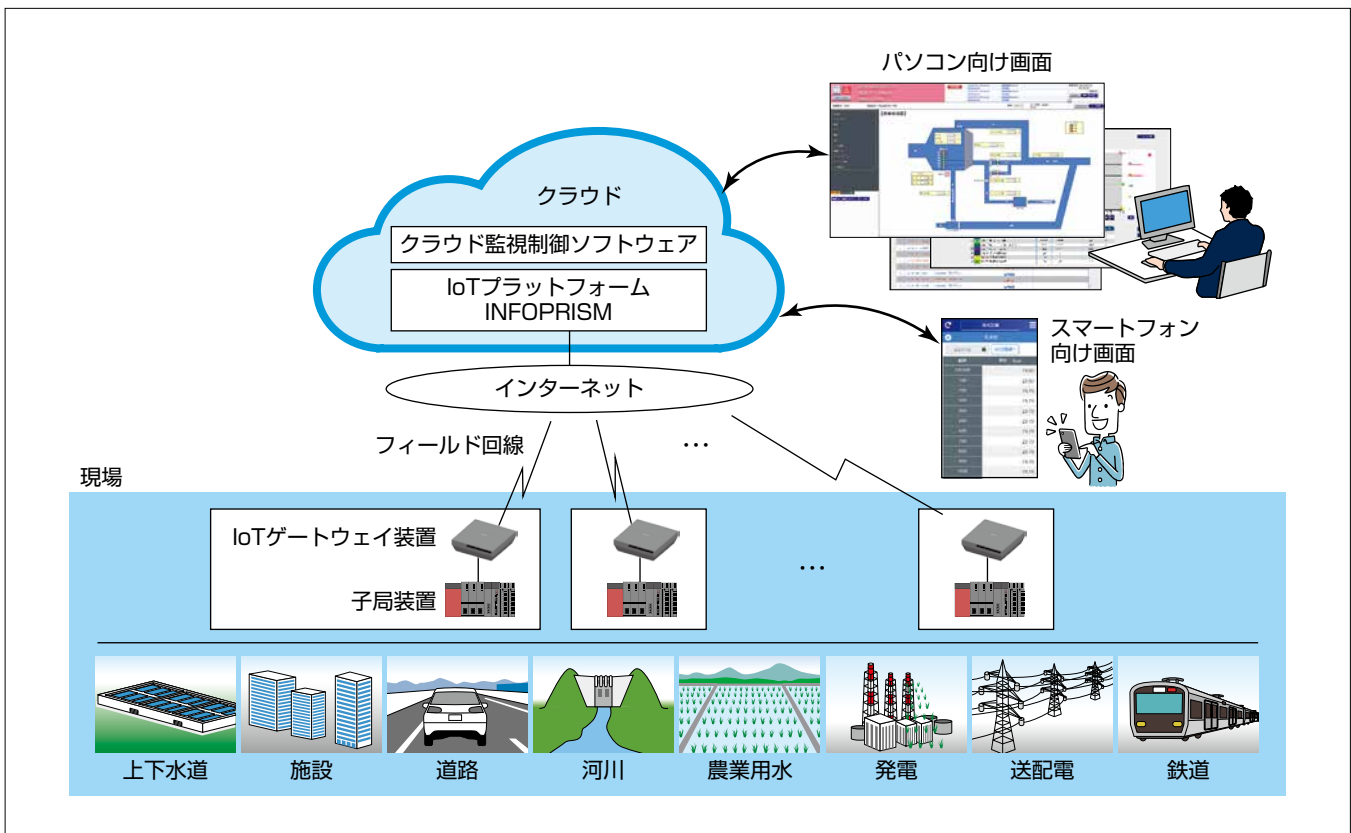 パソコン向け画面
クラウド
クラウド監視制御ソフトウェア
IoTプラットフォーム
INFOPRISM
スマートフォン
向け画面
インターネット
フィールド回線
…
現場
IoTゲートウェイ装置
…
子局装置
上下水道
施設
道路
河川
農業用水
発電
送配電
鉄道